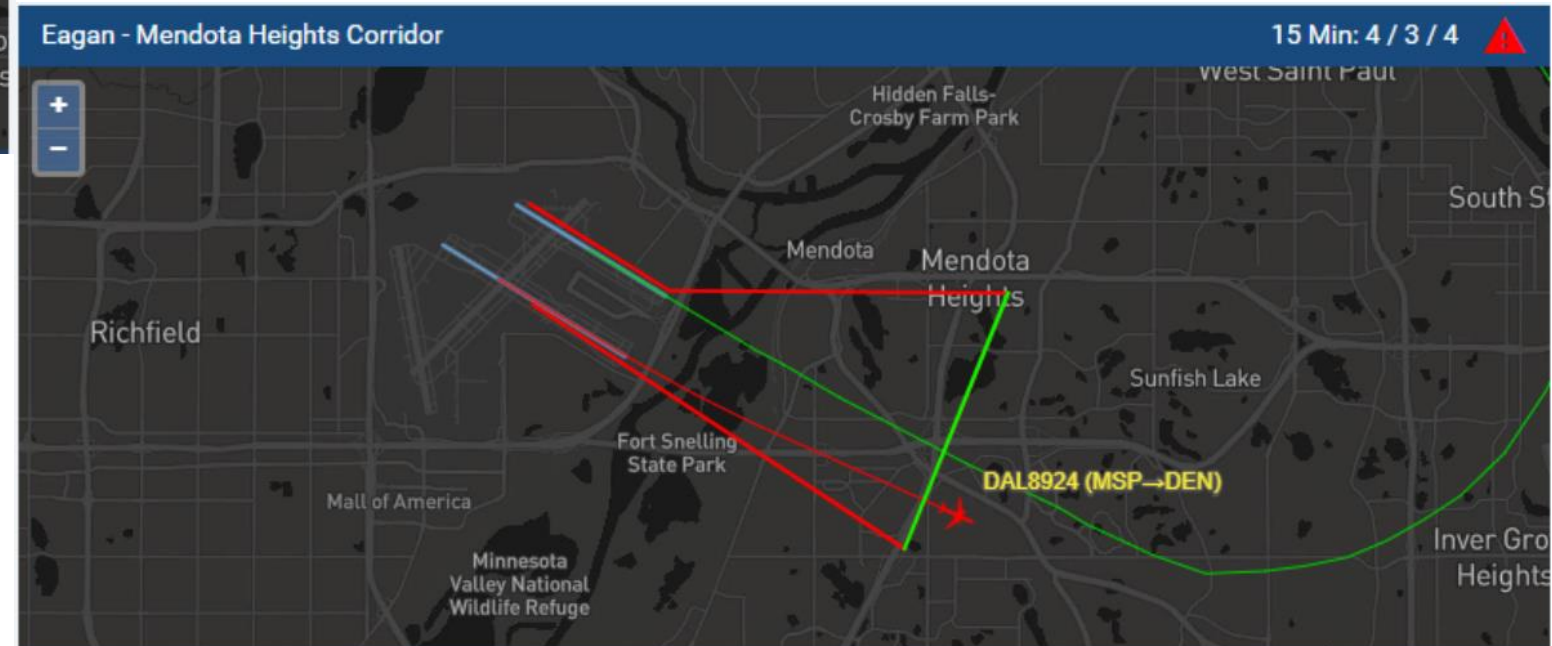 Eagan - Mendota Heights Corridor
15 Min: 4 / 3 / 4
+
−
West Saint Paul
Hidden Falls-
Crosby Farm Park
South S
Mendota
Mendota
Heights
Richfield
Sunfish Lake
Fort Snelling
State Park
DAL8924 (MSP→DEN)
Mall of America
Inver Gro
Heights
Minnesota
Valley National
Wildlife Refuge